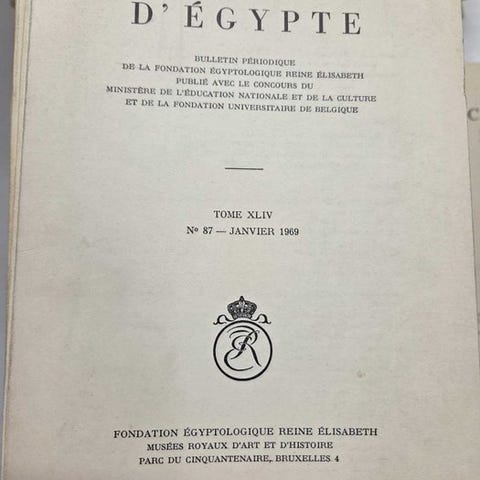 D'ÉGYPTE
BULLETIN PÉRIODIQUE
DE LA FONDATION ÉGYPTOLOGIQUE REINE ÉLISABETH
PUBLIÉ AVEC LE CONCOURS DU
MINISTÈRE DE L'ÉDUCATION NATIONALE ET DE LA CULTURE
ET DE LA FONDATION UNIVERSITAIRE DE BELGIQUE
TOME XLIV
Nº 87 — JANVIER 1969
FONDATION ÉGYPTOLOGIQUE REINE ÉLISABETH
MUSÉES ROYAUX D'ART ET D'HISTOIRE
PARC DU CINQUANTENAIRE, BRUXELLES 4